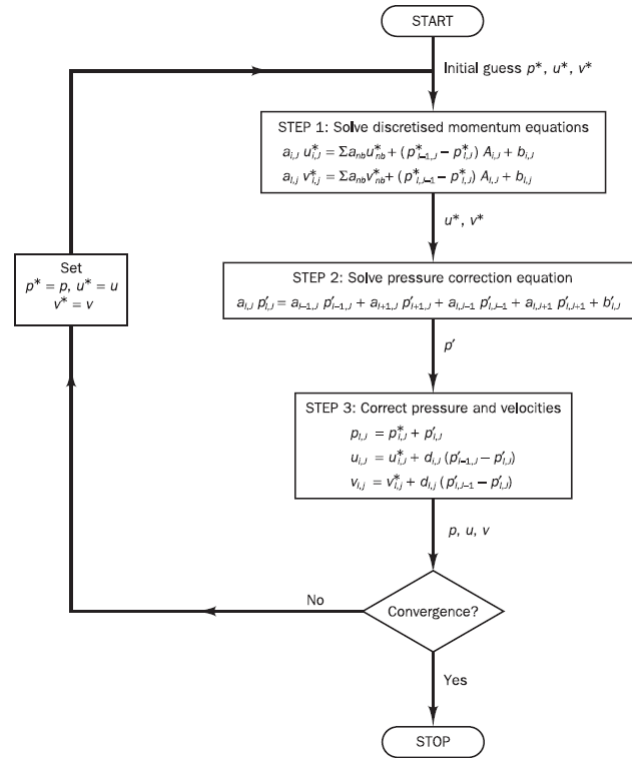 START
Initial guess p*, u*, v*
STEP 1: Solve discretised momentum equations
a_{i,J} u*_{i,J} = Σa_{nb}u*_{nb} + (p*_{I–1,J} – p*_{I,J}) A_{i,J} + b_{i,J}
a_{I,j} v*_{I,j} = Σa_{nb}v*_{nb} + (p*_{I,J–1} – p*_{I,J}) A_{I,j} + b_{I,j}
u*, v*
Set
p* = p, u* = u
v* = v
STEP 2: Solve pressure correction equation
a_{I,J} p′_{I,J} = a_{I–1,J} p′_{I–1,J} + a_{I+1,J} p′_{I+1,J} + a_{I,J–1} p′_{I,J–1} + a_{I,J+1} p′_{I,J+1} + b′_{I,J}
p′
STEP 3: Correct pressure and velocities
p_{I,J} = p*_{I,J} + p′_{I,J}
u_{i,J} = u*_{i,J} + d_{i,J} (p′_{I–1,J} – p′_{I,J})
v_{I,j} = v*_{I,j} + d_{I,j} (p′_{I,J–1} – p′_{I,J})
p, u, v
No
Convergence?
Yes
STOP